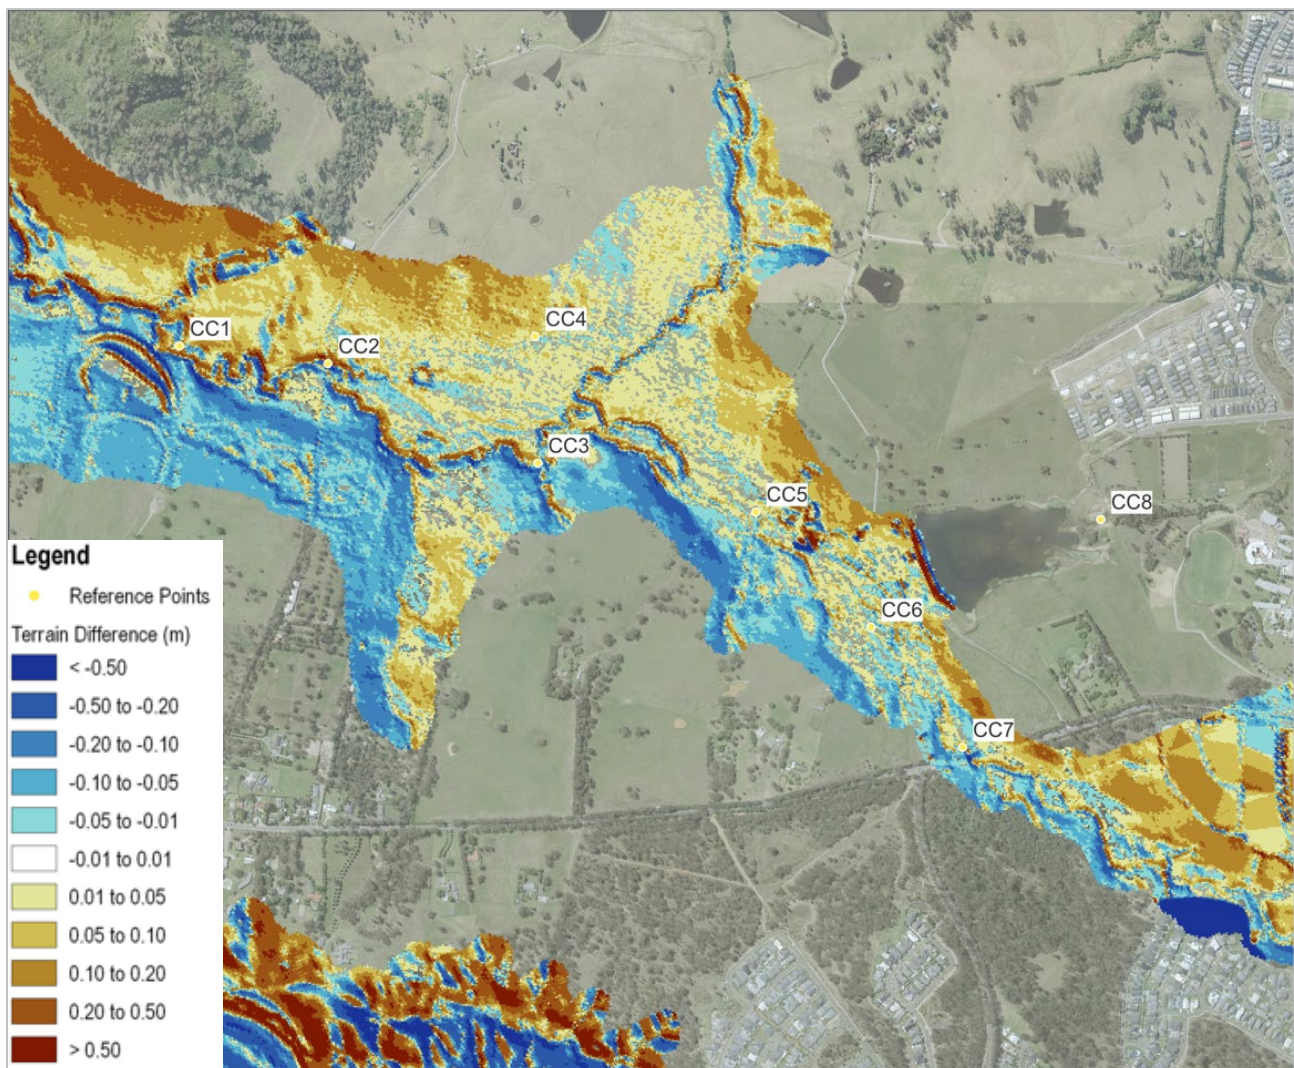 CC1
CC2
CC4
CC3
CC5
CC8
CC6
CC7
Legend
Reference Points
Terrain Difference (m)
< -0.50
-0.50 to -0.20
-0.20 to -0.10
-0.10 to -0.05
-0.05 to -0.01
-0.01 to 0.01
0.01 to 0.05
0.05 to 0.10
0.10 to 0.20
0.20 to 0.50
> 0.50